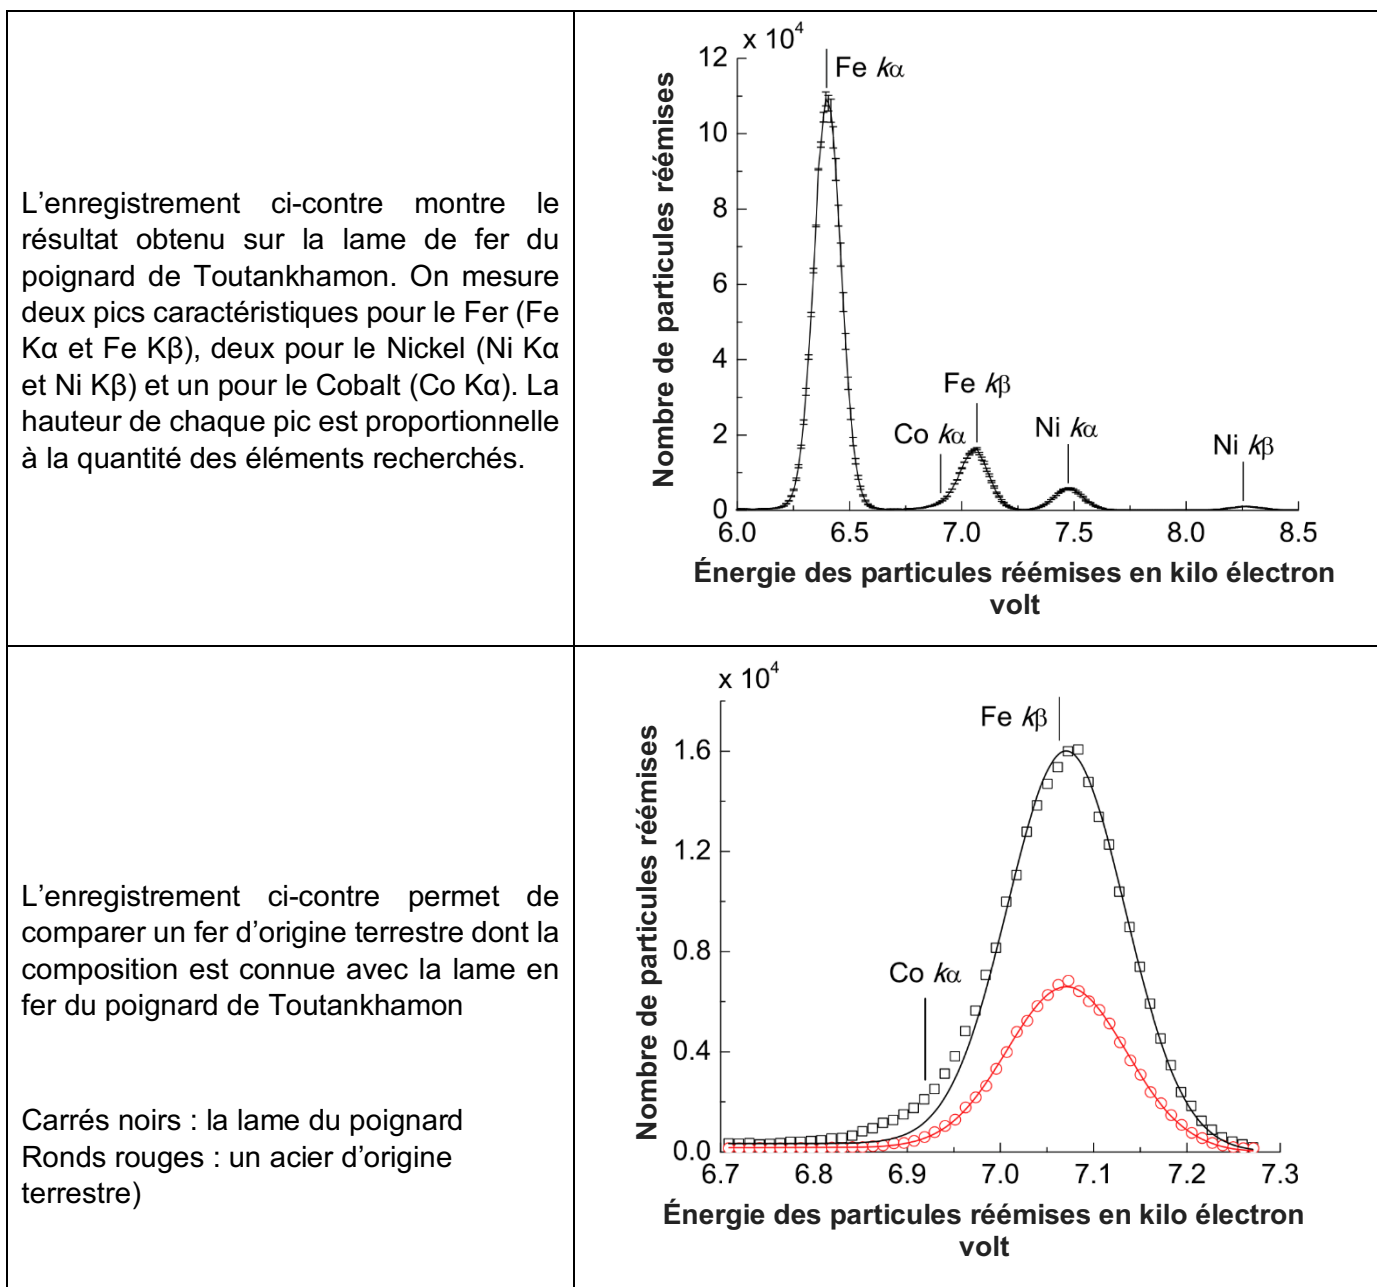 L’enregistrement ci-contre montre le
résultat obtenu sur la lame de fer du
poignard de Toutankhamon. On mesure
deux pics caractéristiques pour le Fer (Fe
Kα et Fe Kβ), deux pour le Nickel (Ni Kα
et Ni Kβ) et un pour le Cobalt (Co Kα). La
hauteur de chaque pic est proportionnelle
à la quantité des éléments recherchés.
x 10⁴
Nombre de particules réémises
12
10
8
6
4
2
0
Fe kα
Co kα
Fe kβ
Ni kα
Ni kβ
6.0 6.5 7.0 7.5 8.0 8.5
Énergie des particules réémises en kilo électron
volt
L’enregistrement ci-contre permet de
comparer un fer d’origine terrestre dont la
composition est connue avec la lame en
fer du poignard de Toutankhamon
Carrés noirs : la lame du poignard
Ronds rouges : un acier d’origine
terrestre)
x 10⁴
Nombre de particules réémises
1.6
1.2
0.8
0.4
0.0
Fe kβ
Co kα
6.7 6.8 6.9 7.0 7.1 7.2 7.3
Énergie des particules réémises en kilo électron
volt